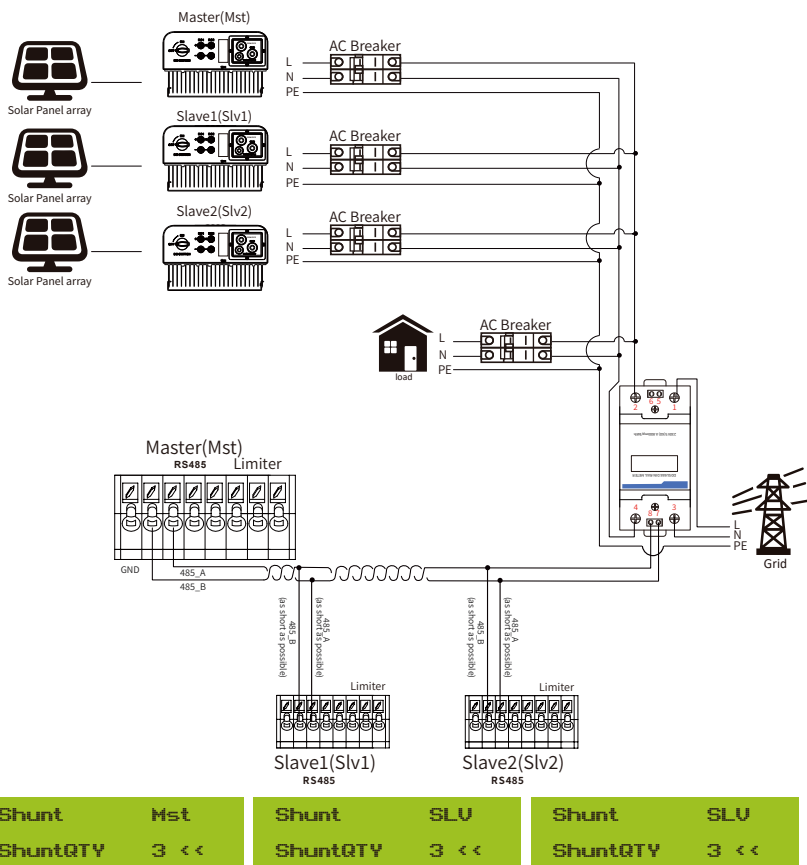 Master(Mst)
AC Breaker
L
N
PE
Solar Panel array
Slave1(Slv1)
AC Breaker
L
N
PE
Solar Panel array
Slave2(Slv2)
AC Breaker
L
N
PE
Solar Panel array
AC Breaker
L
N
PE
load
2
6 5
1
4
8 7
3
L
N
PE
Grid
Master(Mst)
RS485
Limiter
GND
485_A
485_B
485_B
(as short as possible)
485_A
(as short as possible)
485_B
(as short as possible)
485_A
(as short as possible)
Limiter
Slave1(Slv1)
RS485
Limiter
Slave2(Slv2)
RS485
Shunt Mst
ShuntQTY 3 <<
Shunt SLV
ShuntQTY 3 <<
Shunt SLV
ShuntQTY 3 <<